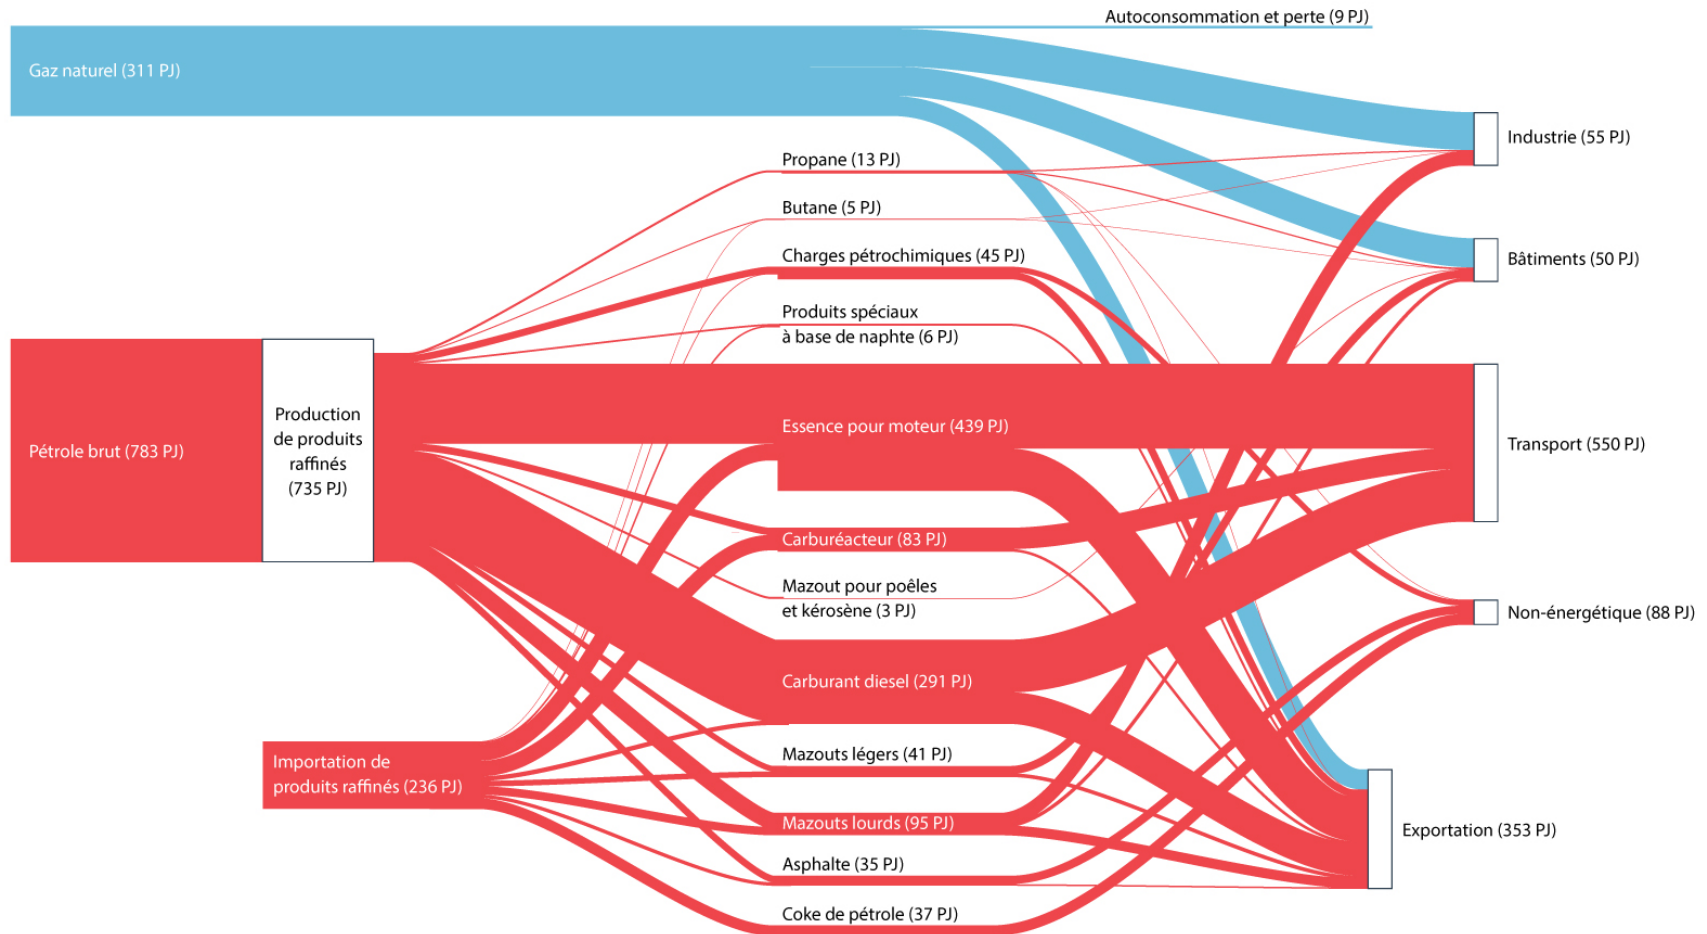 Autoconsommation et perte (9 PJ)
Gaz naturel (311 PJ)
Industrie (55 PJ)
Propane (13 PJ)
Butane (5 PJ)
Charges pétrochimiques (45 PJ)
Bâtiments (50 PJ)
Produits spéciaux
à base de naphte (6 PJ)
Production
de produits
raffinés
(735 PJ)
Pétrole brut (783 PJ)
Essence pour moteur (439 PJ)
Transport (550 PJ)
Carburéacteur (83 PJ)
Mazout pour poêles
et kérosène (3 PJ)
Non-énergétique (88 PJ)
Carburant diesel (291 PJ)
Importation de
produits raffinés (236 PJ)
Mazouts légers (41 PJ)
Mazouts lourds (95 PJ)
Exportation (353 PJ)
Asphalte (35 PJ)
Coke de pétrole (37 PJ)